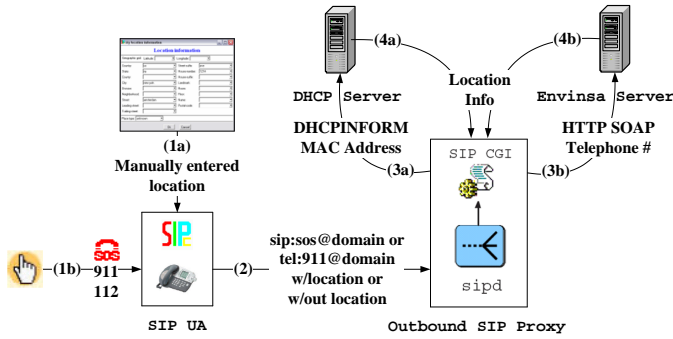 Location information
(4a)
(4b)
Location
Info
DHCP Server
Envinsa Server
DHCPINFORM
MAC Address
HTTP SOAP
Telephone #
(1a)
Manually entered
location
(3a)
SIP CGI
(3b)
SIP
sip:sos@domain or
tel:911@domain
w/location or
w/out location
SOS
(1b)
911
112
(2)
sipd
SIP UA
Outbound SIP Proxy